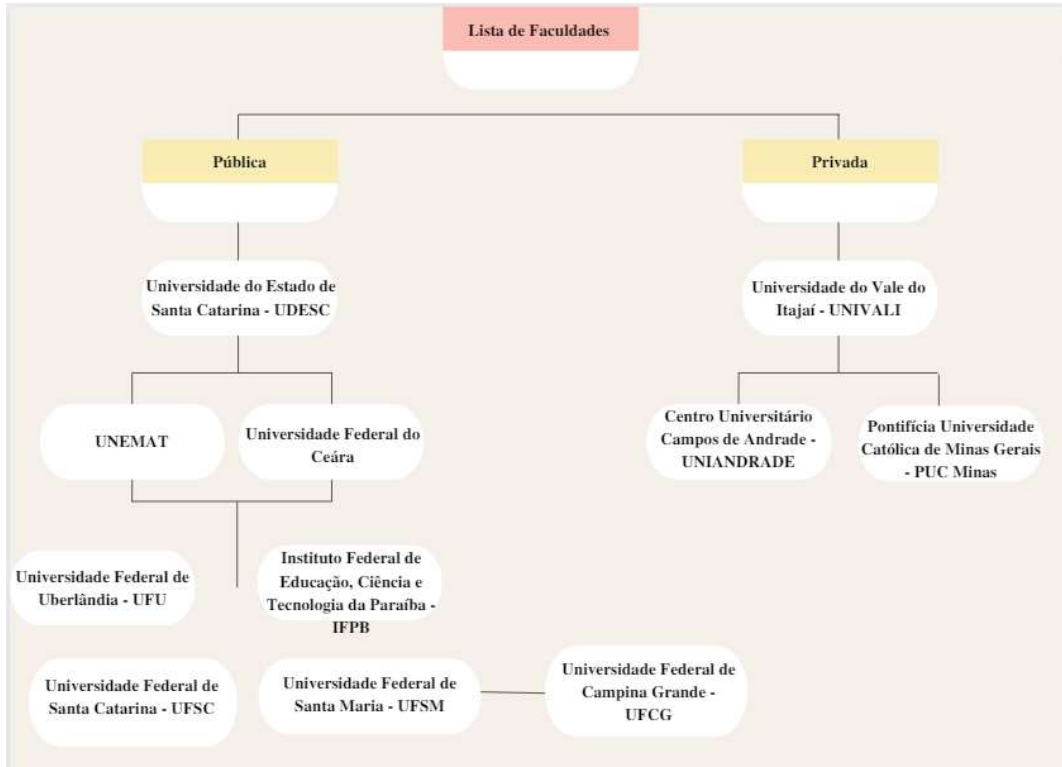 Lista de Faculdades
Pública
Privada
Universidade do Estado de
Santa Catarina - UDESC
Universidade do Vale do
Itajaí - UNIVALI
UNEMAT
Universidade Federal do
Ceára
Centro Universitário
Campos de Andrade -
UNIANDRADE
Pontifícia Universidade
Católica de Minas Gerais
- PUC Minas
Universidade Federal de
Uberlândia - UFU
Instituto Federal de
Educação, Ciência e
Tecnologia da Paraíba -
IFPB
Universidade Federal de
Santa Catarina - UFSC
Universidade Federal de
Santa Maria - UFSM
Universidade Federal de
Campina Grande -
UFCG